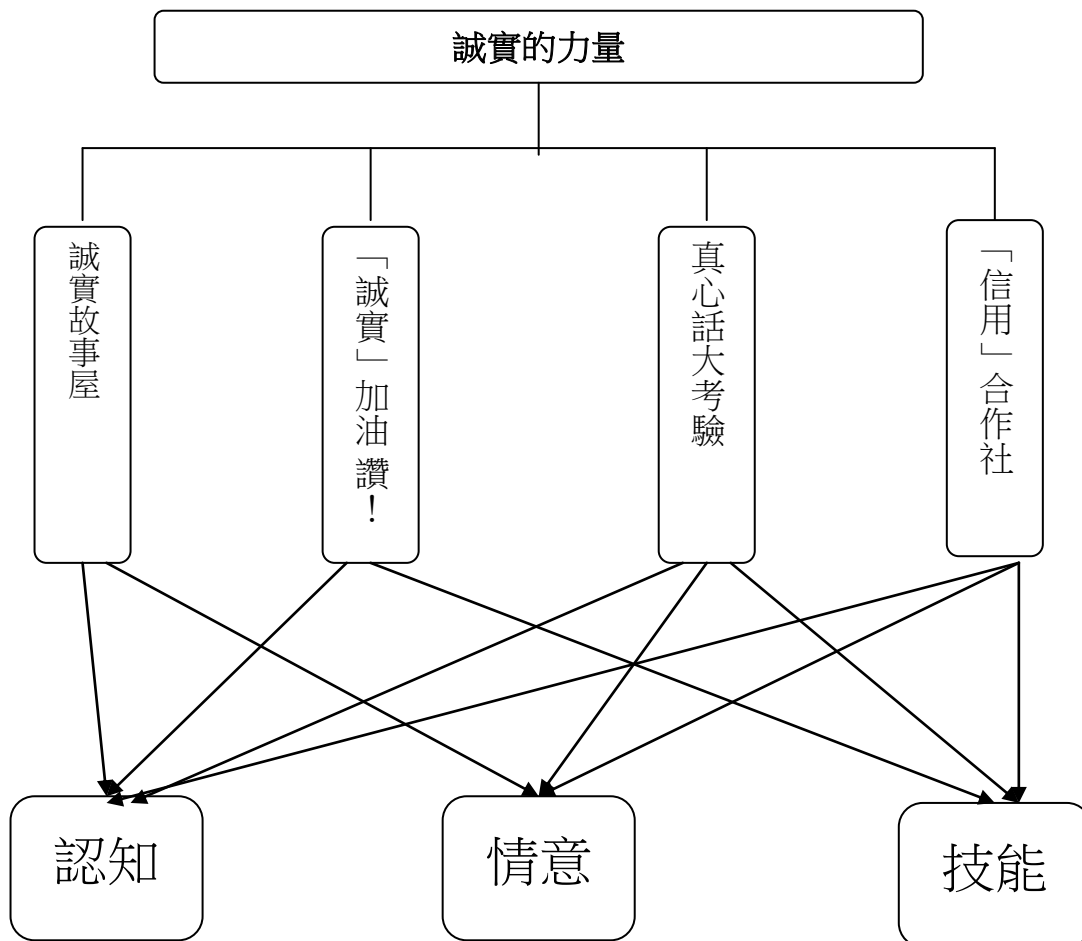 誠實的力量
誠實故事屋
「誠實」加油 讚！
真心話大考驗
「信用」合作社
認知
情意
技能